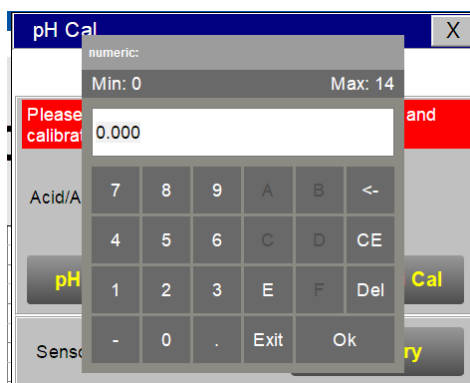 pH Cal
X
numeric:
Min: 0 Max: 14
Please and
calibrat
0.000
7 8 9 A B <-
Acid/A
4 5 6 C D CE
pH 1 2 3 E F Del Cal
- 0 . Exit Ok
Senso ry